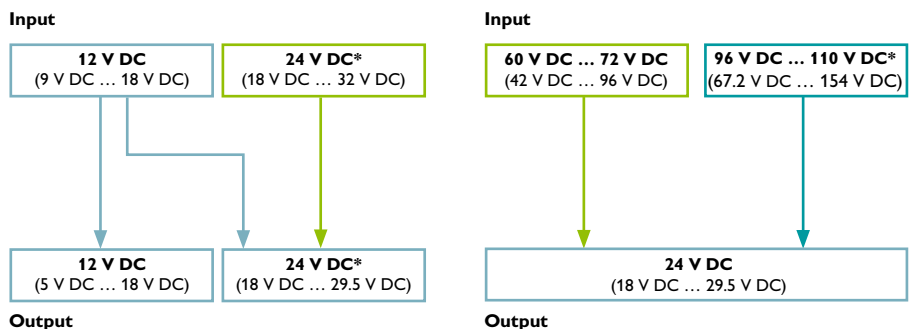 Input
12 V DC
(9 V DC … 18 V DC)
24 V DC*
(18 V DC … 32 V DC)
12 V DC
(5 V DC … 18 V DC)
24 V DC*
(18 V DC … 29.5 V DC)
Output
Input
60 V DC … 72 V DC
(42 V DC … 96 V DC)
96 V DC … 110 V DC*
(67.2 V DC … 154 V DC)
24 V DC
(18 V DC … 29.5 V DC)
Output